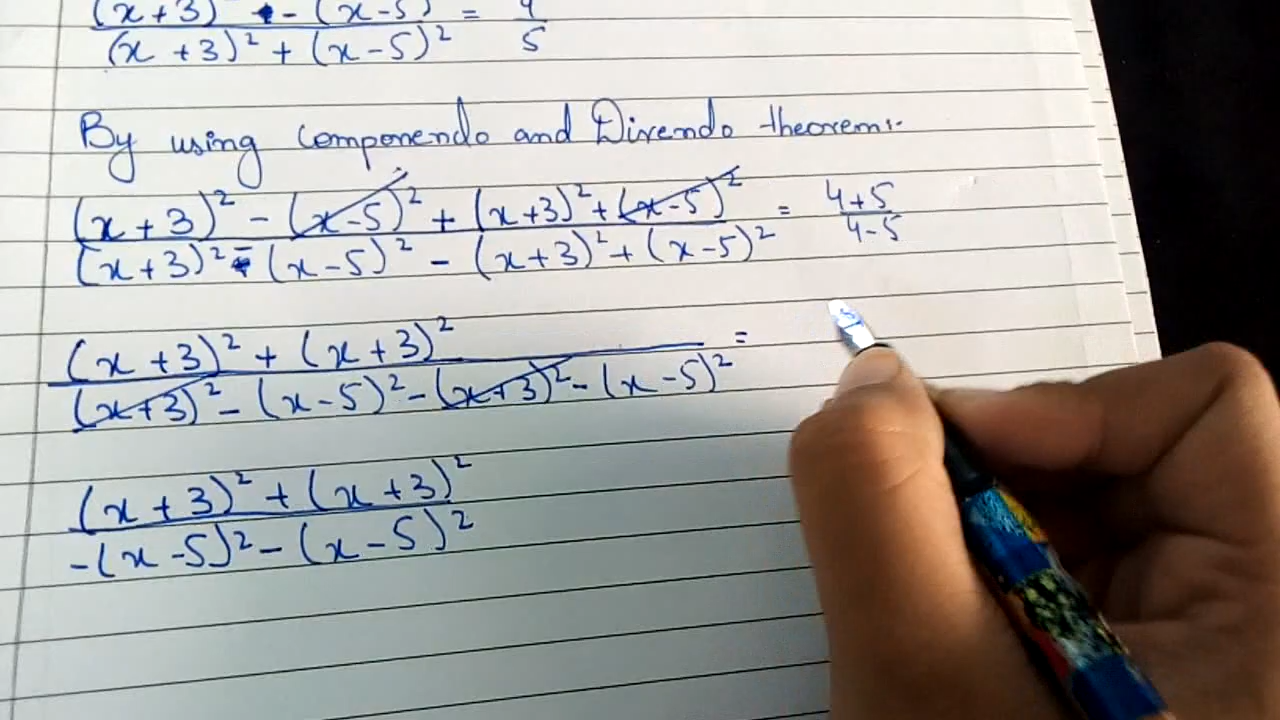 (x+3)² - (x-5)² = 4
(x+3)² + (x-5)² 5
By using Componendo and Divendo theorem:-
(x+3)² - (x-5)² + (x+3)² + (x-5)² = 4+5
(x+3)² - (x-5)² - (x+3)² + (x-5)² 4-5
(x+3)² + (x+3)² =
(x+3)² - (x-5)² - (x+3)² - (x-5)²
(x+3)² + (x+3)²
-(x-5)² - (x-5)²